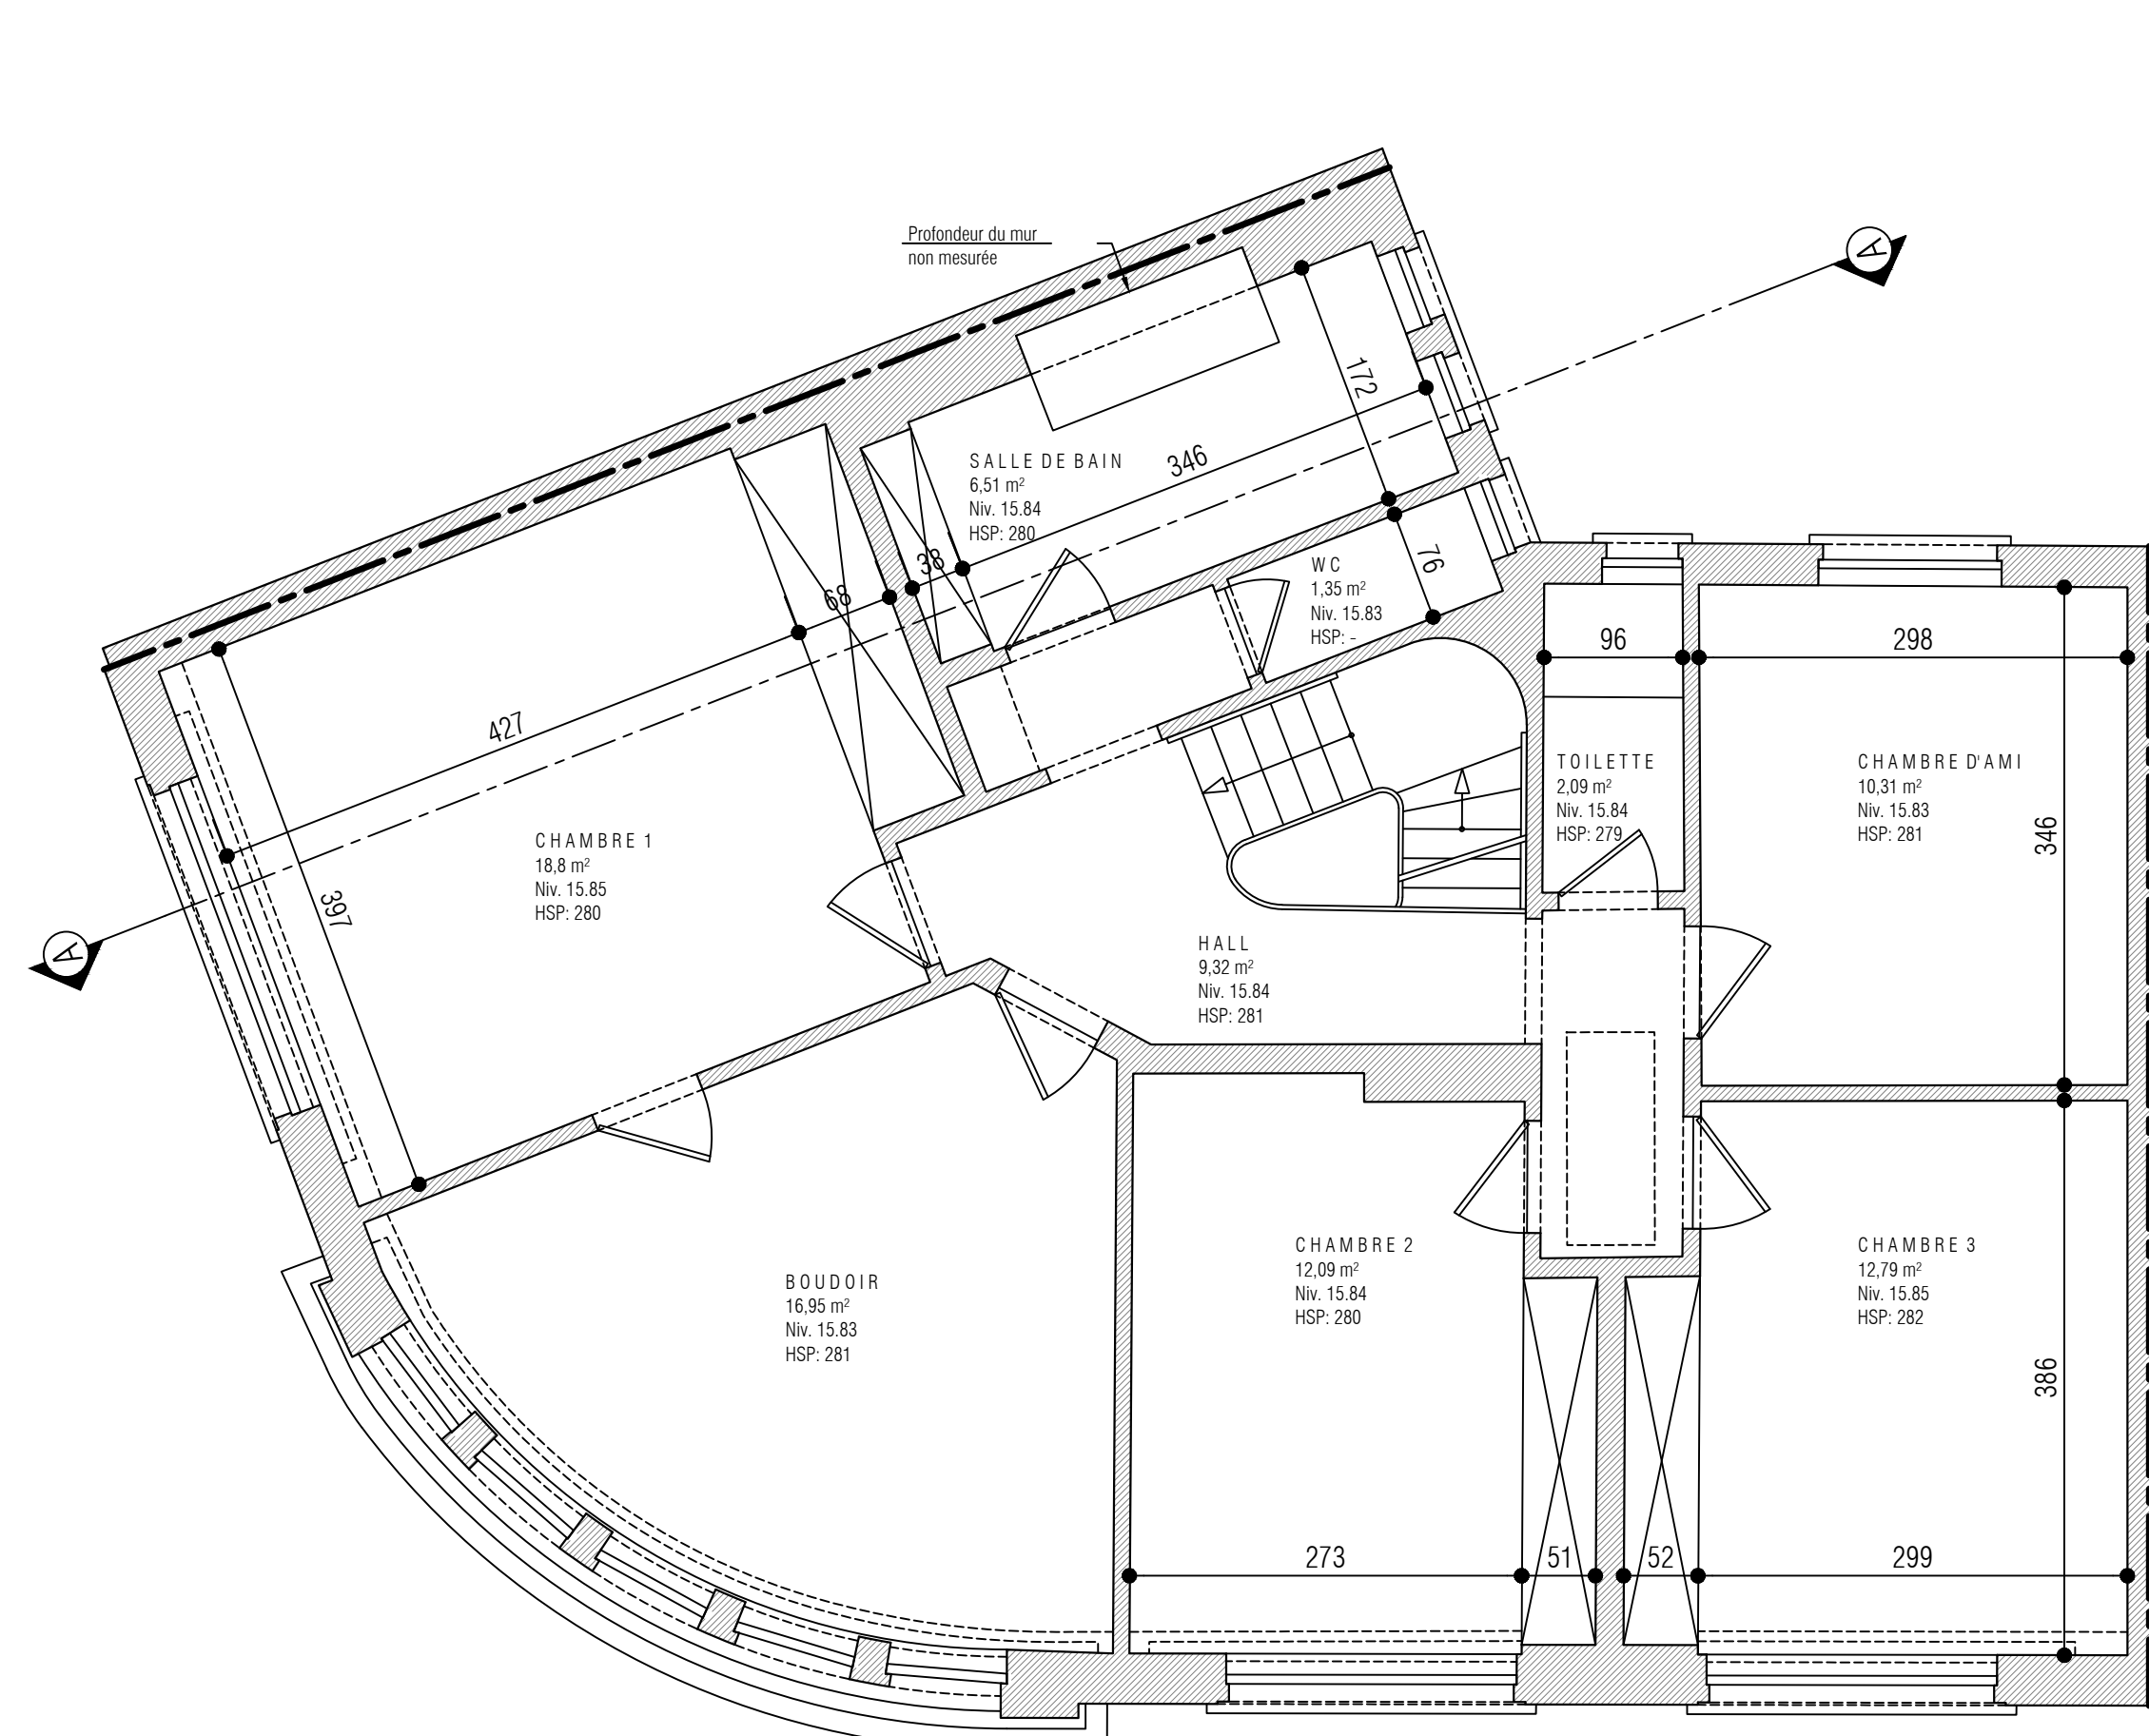 Profondeur du mur
non mesurée
A
172
346
SALLE DE BAIN
6,51 m²
Niv. 15.84
HSP: 280
38
68
WC
1,35 m²
Niv. 15.83
HSP: -
76
96
298
427
TOILETTE
2,09 m²
Niv. 15.84
HSP: 279
CHAMBRE D'AMI
10,31 m²
Niv. 15.83
HSP: 281
346
CHAMBRE 1
18,8 m²
Niv. 15.85
HSP: 280
397
A
HALL
9,32 m²
Niv. 15.84
HSP: 281
BOUDOIR
16,95 m²
Niv. 15.83
HSP: 281
CHAMBRE 2
12,09 m²
Niv. 15.84
HSP: 280
CHAMBRE 3
12,79 m²
Niv. 15.85
HSP: 282
386
273
51
52
299